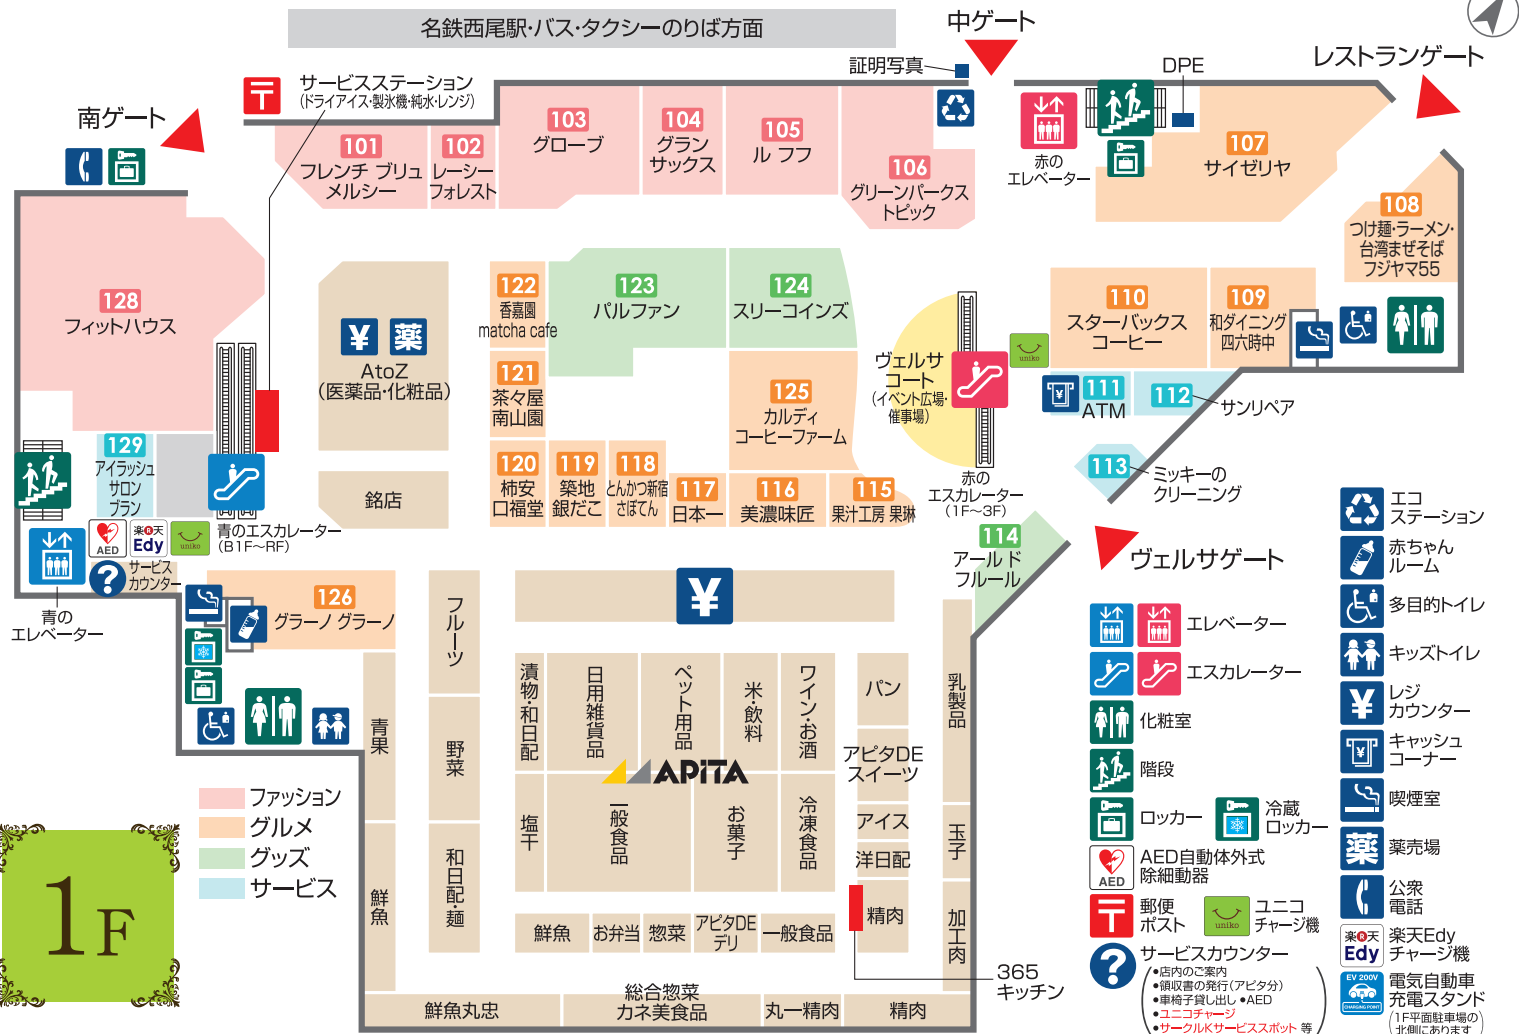 名鉄西尾駅・バス・タクシーのりば方面
中ゲート
証明写真
DPE
レストランゲート
サービスステーション
(ドライアイス・製氷機・純水・レンジ)
南ゲート
101
フレンチ ブリュ
メルシー
102
レーシー
フォレスト
103
グローブ
104
グラン
サックス
105
ル フフ
106
グリーンパークス
トピック
赤の
エレベーター
107
サイゼリヤ
108
つけ麺・ラーメン・
台湾まぜそば
フジヤマ55
128
フィットハウス
AtoZ
(医薬品・化粧品)
122
香嘉園
matcha cafe
123
パルファン
124
スリーコインズ
110
スターバックス
コーヒー
109
和ダイニング
四六時中
uniko
121
茶々屋
南山園
125
カルディ
コーヒーファーム
ヴェルサ
コート
(イベント広場・
催事場)
111
ATM
112
サンリペア
113
ミッキーの
クリーニング
129
アイラッシュ
サロン
ブラン
銘店
120
柿安
口福堂
119
築地
銀だこ
118
とんかつ新宿
さぼてん
117
日本一
116
美濃味匠
115
果汁工房 果琳
赤の
エスカレーター
(1F〜3F)
114
アールド
フルール
ヴェルサゲート
AED
楽天
Edy
uniko
青のエスカレーター
(B1F〜RF)
サービス
カウンター
青の
エレベーター
126
グラーノ グラーノ
フルーツ
野菜
和日配・麺
青果
鮮魚
漬物・和日配
日用雑貨品
ペット用品
米・飲料
ワイン・お酒
パン
乳製品
APiTA
アピタDE
スイーツ
塩干
一般食品
お菓子
冷凍食品
アイス
洋日配
玉子
精肉
加工肉
鮮魚
お弁当
惣菜
アピタDE
デリ
一般食品
365
キッチン
鮮魚丸忠
総合惣菜
カネ美食品
丸一精肉
精肉
ファッション
グルメ
グッズ
サービス
1F
エレベーター
エスカレーター
化粧室
階段
ロッカー
冷蔵
ロッカー
AED
AED自動体外式
除細動器
郵便
ポスト
uniko
ユニコ
チャージ機
サービスカウンター
•店内のご案内
•領収書の発行(アピタ分)
•車椅子貸し出し •AED
•ユニコチャージ
•サークルKサービススポット 等
エコ
ステーション
赤ちゃん
ルーム
多目的トイレ
キッズトイレ
レジ
カウンター
キャッシュ
コーナー
喫煙室
薬
薬売場
公衆
電話
楽天
Edy
楽天Edy
チャージ機
EV 200V
CHARGING POINT
電気自動車
充電スタンド
(1F平面駐車場の
北側にあります